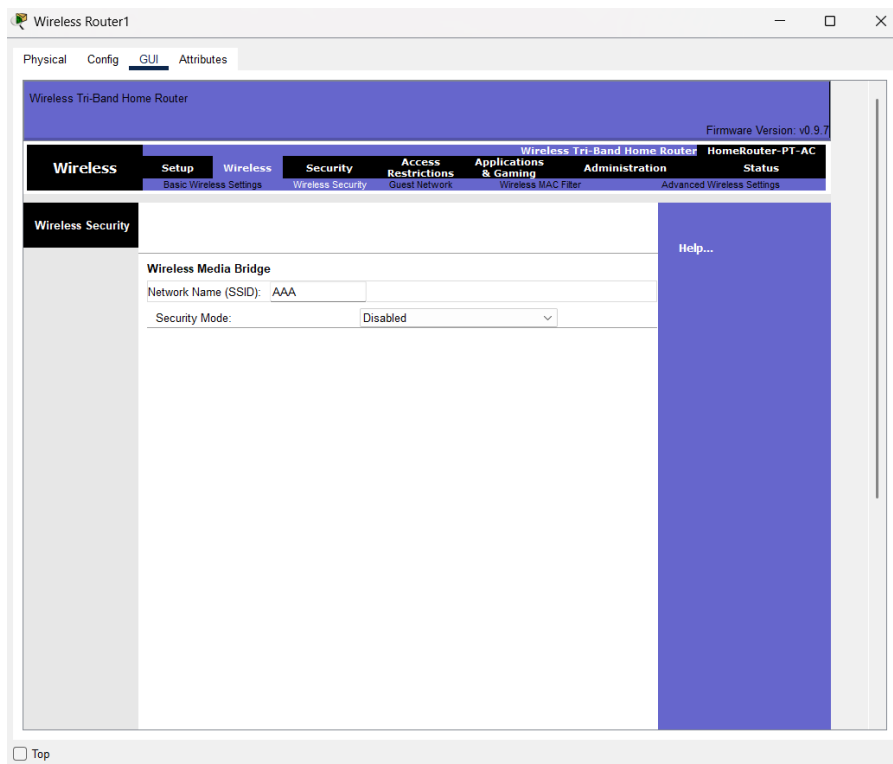 Wireless Router1
Physical Config GUI Attributes
Wireless Tri-Band Home Router
Firmware Version: v0.9.7
Wireless Tri-Band Home Router HomeRouter-PT-AC
Wireless
Setup Wireless Security Access Restrictions Applications & Gaming Administration Status
Basic Wireless Settings Wireless Security Guest Network Wireless MAC Filter Advanced Wireless Settings
Wireless Security
Help...
Wireless Media Bridge
Network Name (SSID): AAA
Security Mode: Disabled
Top